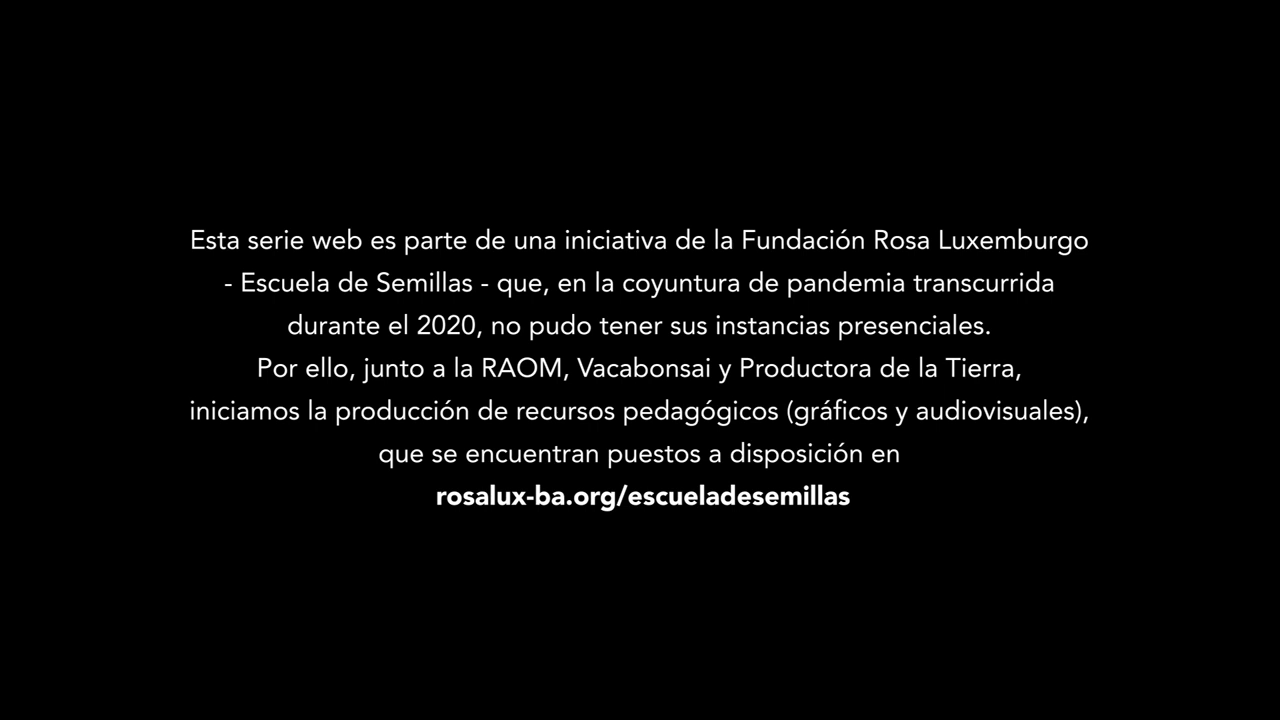 Esta serie web es parte de una iniciativa de la Fundación Rosa Luxemburgo
- Escuela de Semillas - que, en la coyuntura de pandemia transcurrida
durante el 2020, no pudo tener sus instancias presenciales.
Por ello, junto a la RAOM, Vacabonsai y Productora de la Tierra,
iniciamos la producción de recursos pedagógicos (gráficos y audiovisuales),
que se encuentran puestos a disposición en
rosalux-ba.org/escueladesemillas